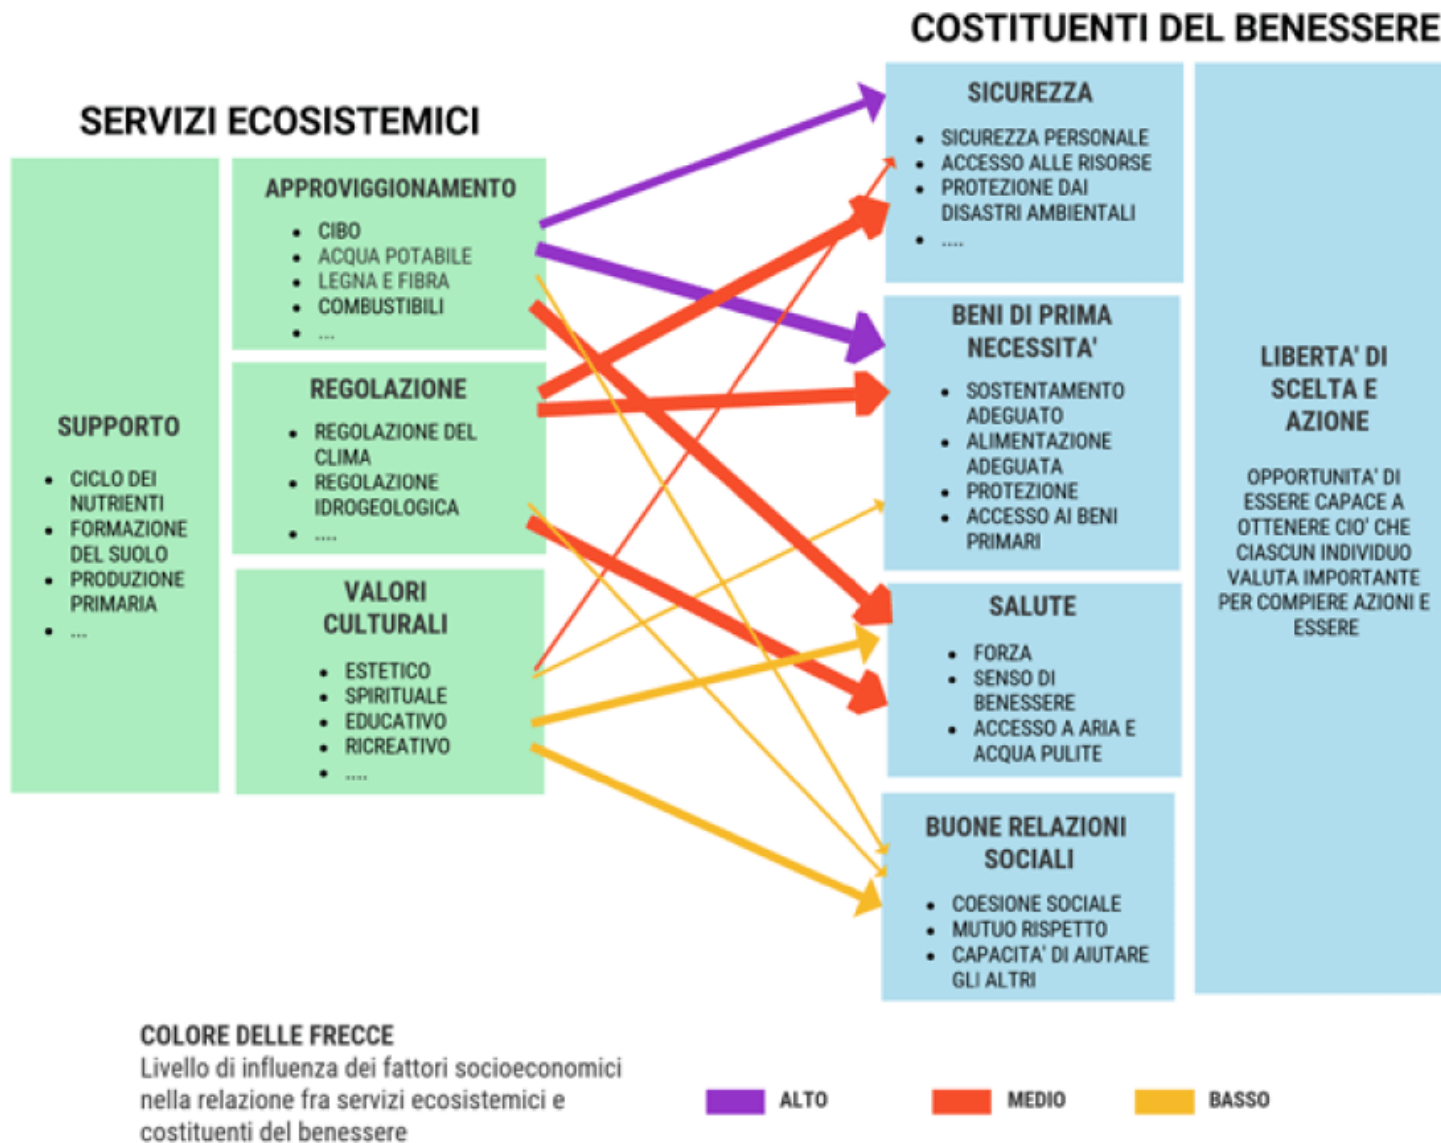 COSTITUENTI DEL BENESSERE
SERVIZI ECOSISTEMICI
SUPPORTO
• CICLO DEI
NUTRIENTI
• FORMAZIONE
DEL SUOLO
• PRODUZIONE
PRIMARIA
• ...
APPROVIGGIONAMENTO
• CIBO
• ACQUA POTABILE
• LEGNA E FIBRA
• COMBUSTIBILI
• ...
REGOLAZIONE
• REGOLAZIONE DEL
CLIMA
• REGOLAZIONE
IDROGEOLOGICA
• ....
VALORI
CULTURALI
• ESTETICO
• SPIRITUALE
• EDUCATIVO
• RICREATIVO
• ....
SICUREZZA
• SICUREZZA PERSONALE
• ACCESSO ALLE RISORSE
• PROTEZIONE DAI
DISASTRI AMBIENTALI
• ....
BENI DI PRIMA
NECESSITA'
• SOSTENTAMENTO
ADEGUATO
• ALIMENTAZIONE
ADEGUATA
• PROTEZIONE
• ACCESSO AI BENI
PRIMARI
SALUTE
• FORZA
• SENSO DI
BENESSERE
• ACCESSO A ARIA E
ACQUA PULITE
BUONE RELAZIONI
SOCIALI
• COESIONE SOCIALE
• MUTUO RISPETTO
• CAPACITA' DI AIUTARE
GLI ALTRI
LIBERTA' DI
SCELTA E
AZIONE
OPPORTUNITA' DI
ESSERE CAPACE A
OTTENERE CIO' CHE
CIASCUN INDIVIDUO
VALUTA IMPORTANTE
PER COMPIERE AZIONI E
ESSERE
COLORE DELLE FRECCE
Livello di influenza dei fattori socioeconomici
nella relazione fra servizi ecosistemici e
costituenti del benessere
ALTO
MEDIO
BASSO